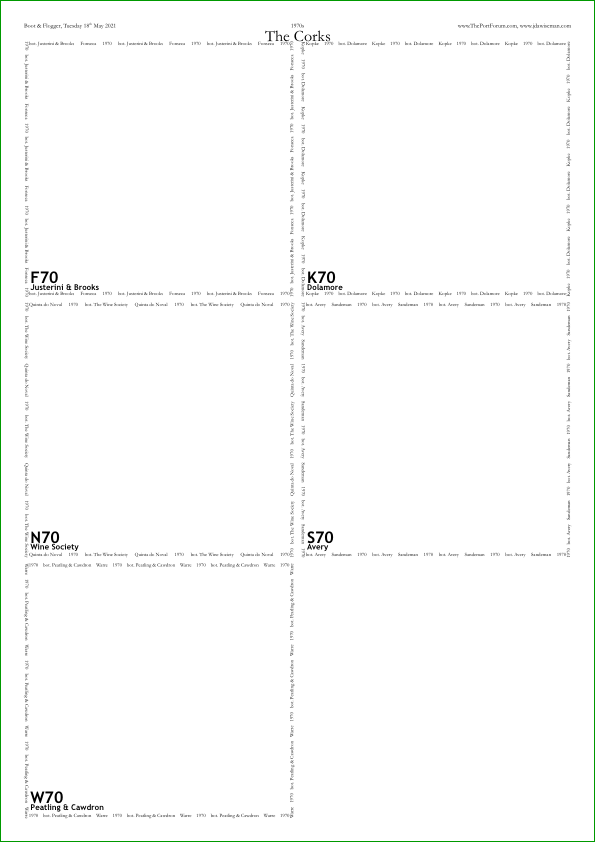 Boot & Flogger, Tuesday 18th May 2021
1970s
www.ThePortForum.com, www.jdawiseman.com
The Corks
bot. Justerini & Brooks Fonseca 1970 bot. Justerini & Brooks Fonseca 1970 bot. Justerini & Brooks Fonseca 1970
Kopke 1970 bot. Dolamore Kopke 1970 bot. Dolamore Kopke 1970 bot. Dolamore Kopke 1970 bot. Dolamore
F70
Justerini & Brooks
K70
Dolamore
bot. Justerini & Brooks Fonseca 1970 bot. Justerini & Brooks Fonseca 1970 bot. Justerini & Brooks Fonseca 1970
Kopke 1970 bot. Dolamore Kopke 1970 bot. Dolamore Kopke 1970 bot. Dolamore Kopke 1970 bot. Dolamore
Quinta do Noval 1970 bot. The Wine Society Quinta do Noval 1970 bot. The Wine Society Quinta do Noval 1970
bot. Avery Sandeman 1970 bot. Avery Sandeman 1970 bot. Avery Sandeman 1970 bot. Avery Sandeman 1970
N70
Wine Society
S70
Avery
Quinta do Noval 1970 bot. The Wine Society Quinta do Noval 1970 bot. The Wine Society Quinta do Noval 1970
bot. Avery Sandeman 1970 bot. Avery Sandeman 1970 bot. Avery Sandeman 1970 bot. Avery Sandeman 1970
1970 bot. Peatling & Cawdron Warre 1970 bot. Peatling & Cawdron Warre 1970 bot. Peatling & Cawdron Warre 1970
W70
Peatling & Cawdron
bot. Peatling & Cawdron Warre 1970 bot. Peatling & Cawdron Warre 1970 bot. Peatling & Cawdron Warre 1970